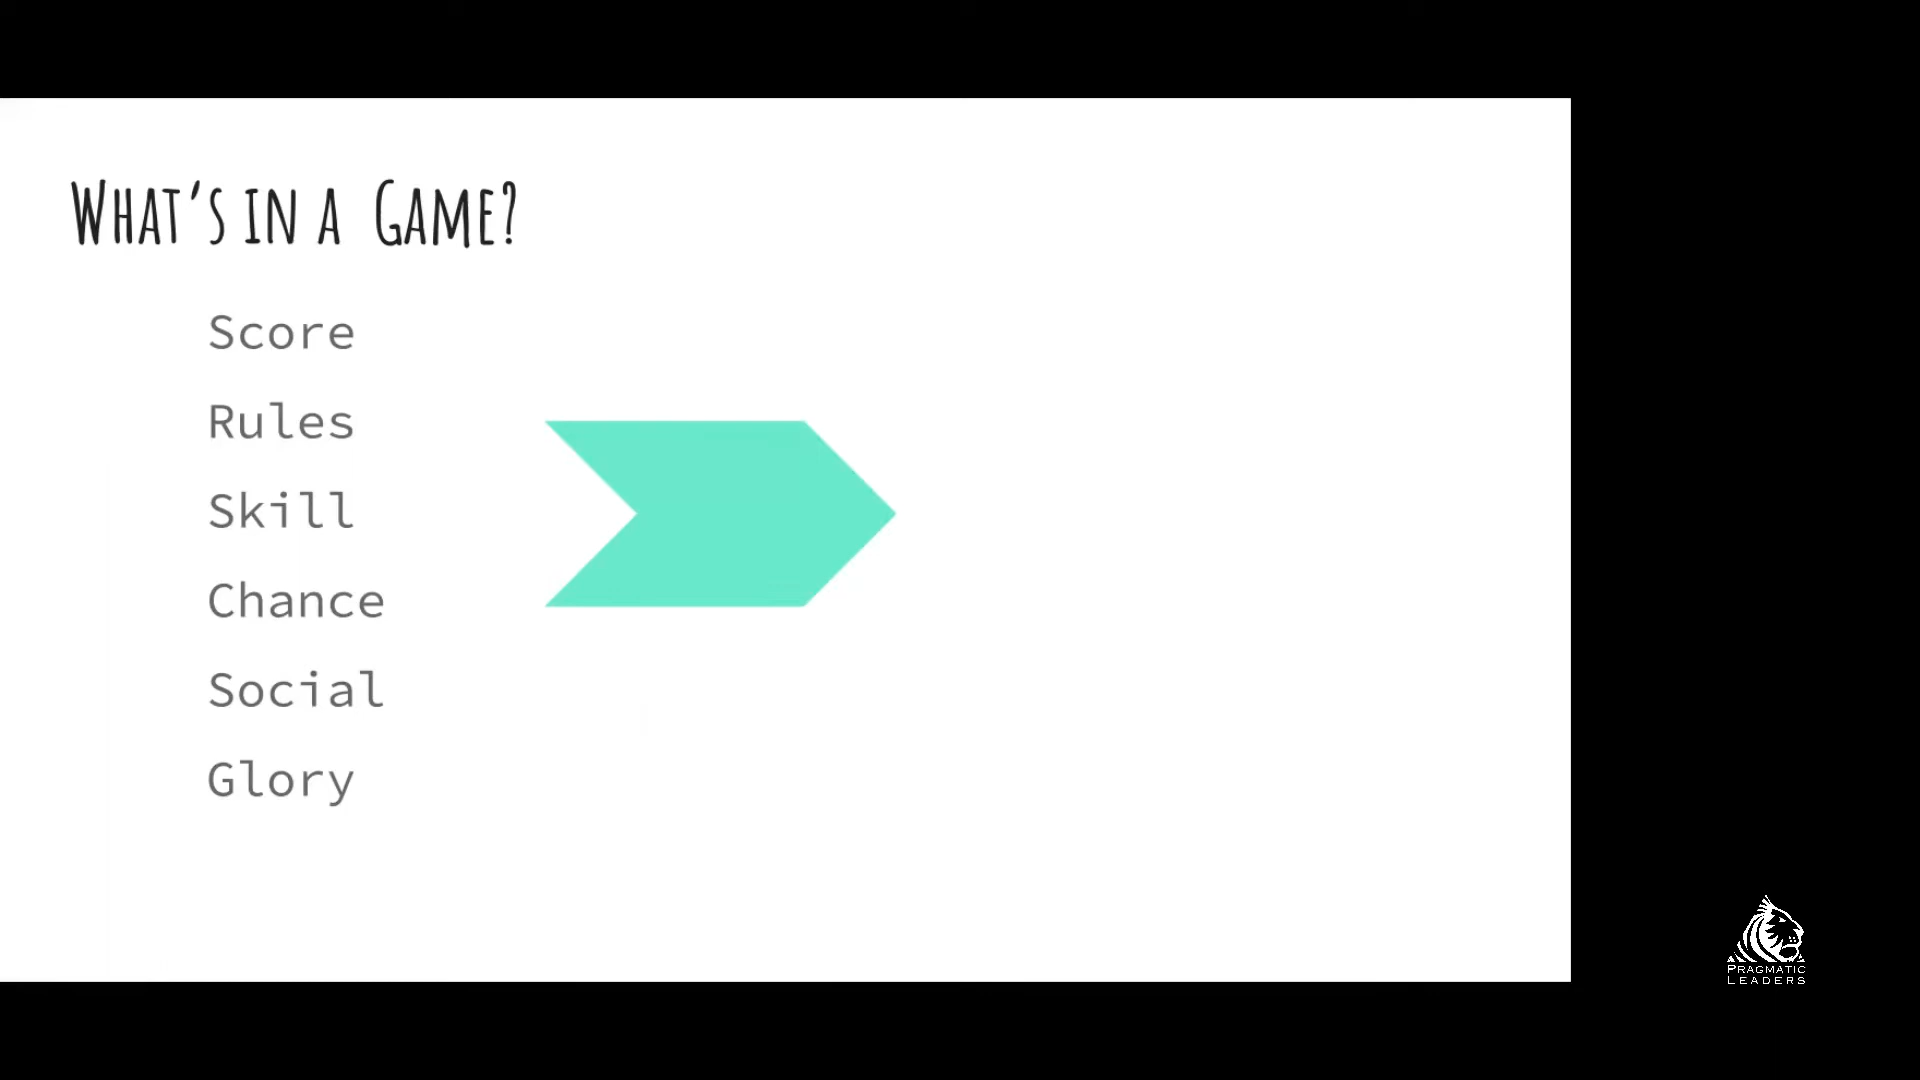 What's in a Game?
Score
Rules
Skill
Chance
Social
Glory
Pragmatic
Leaders